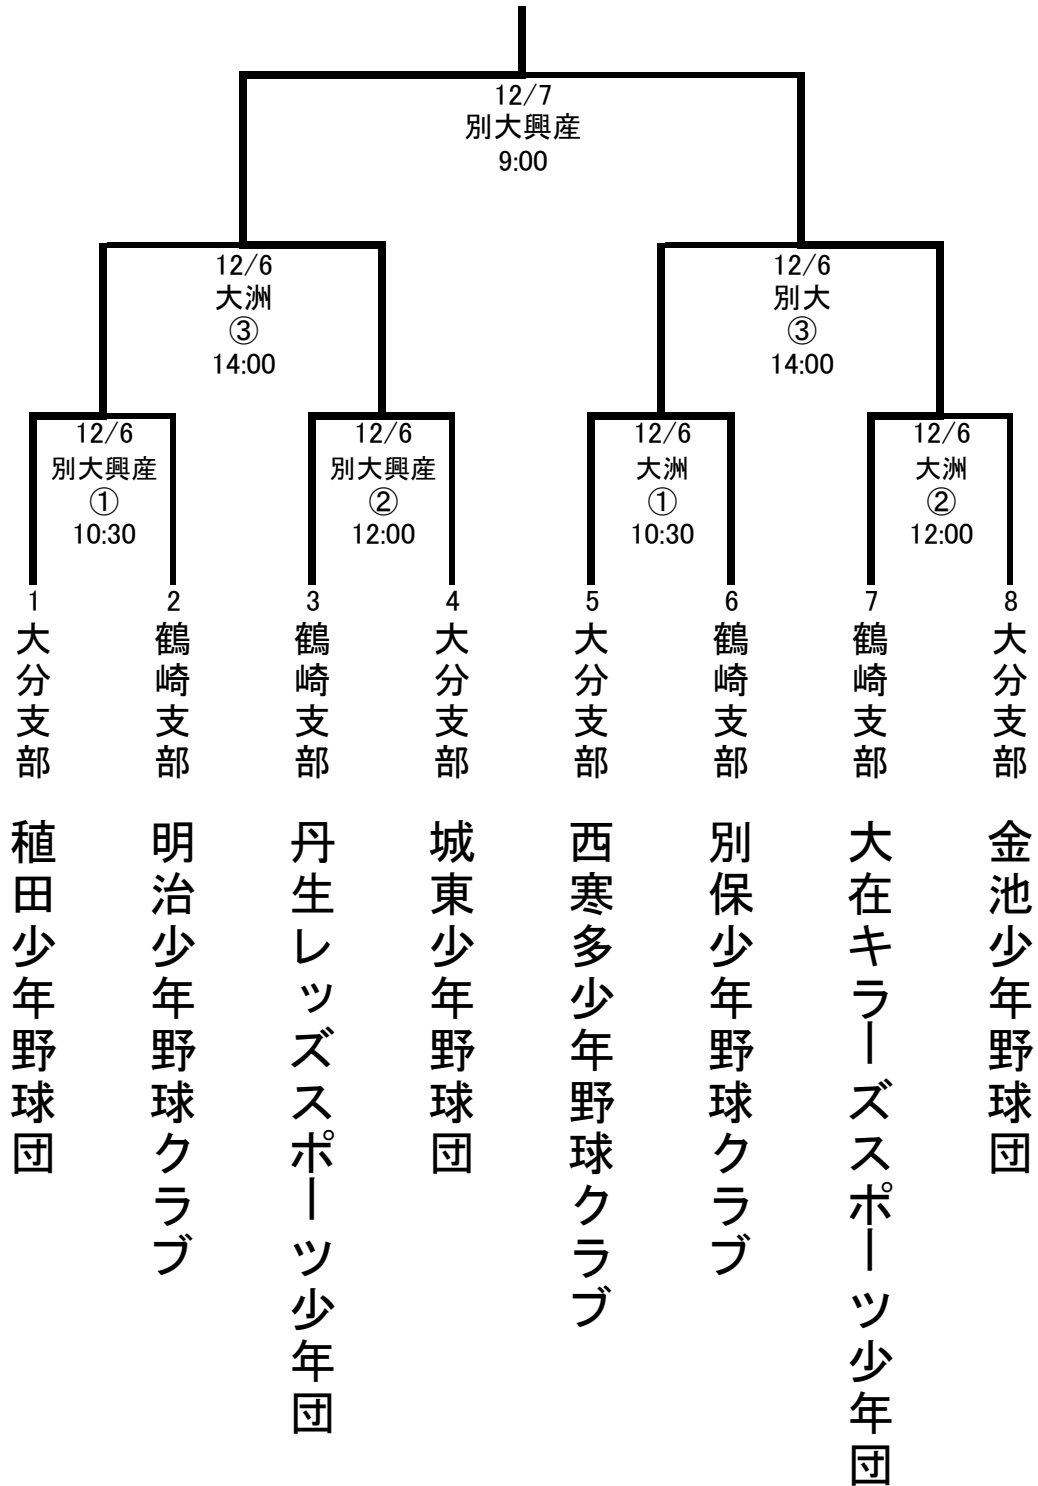 12/7
別大興産
9:00
12/6
大洲
③
14:00
12/6
別大
③
14:00
12/6
別大興産
①
10:30
12/6
別大興産
②
12:00
12/6
大洲
①
10:30
12/6
大洲
②
12:00
1
大分支部
稙田少年野球団
2
鶴崎支部
明治少年野球クラブ
3
鶴崎支部
丹生レッズスポーツ少年団
4
大分支部
城東少年野球団
5
大分支部
西寒多少年野球クラブ
6
鶴崎支部
別保少年野球クラブ
7
鶴崎支部
大在キラーズスポーツ少年団
8
大分支部
金池少年野球団